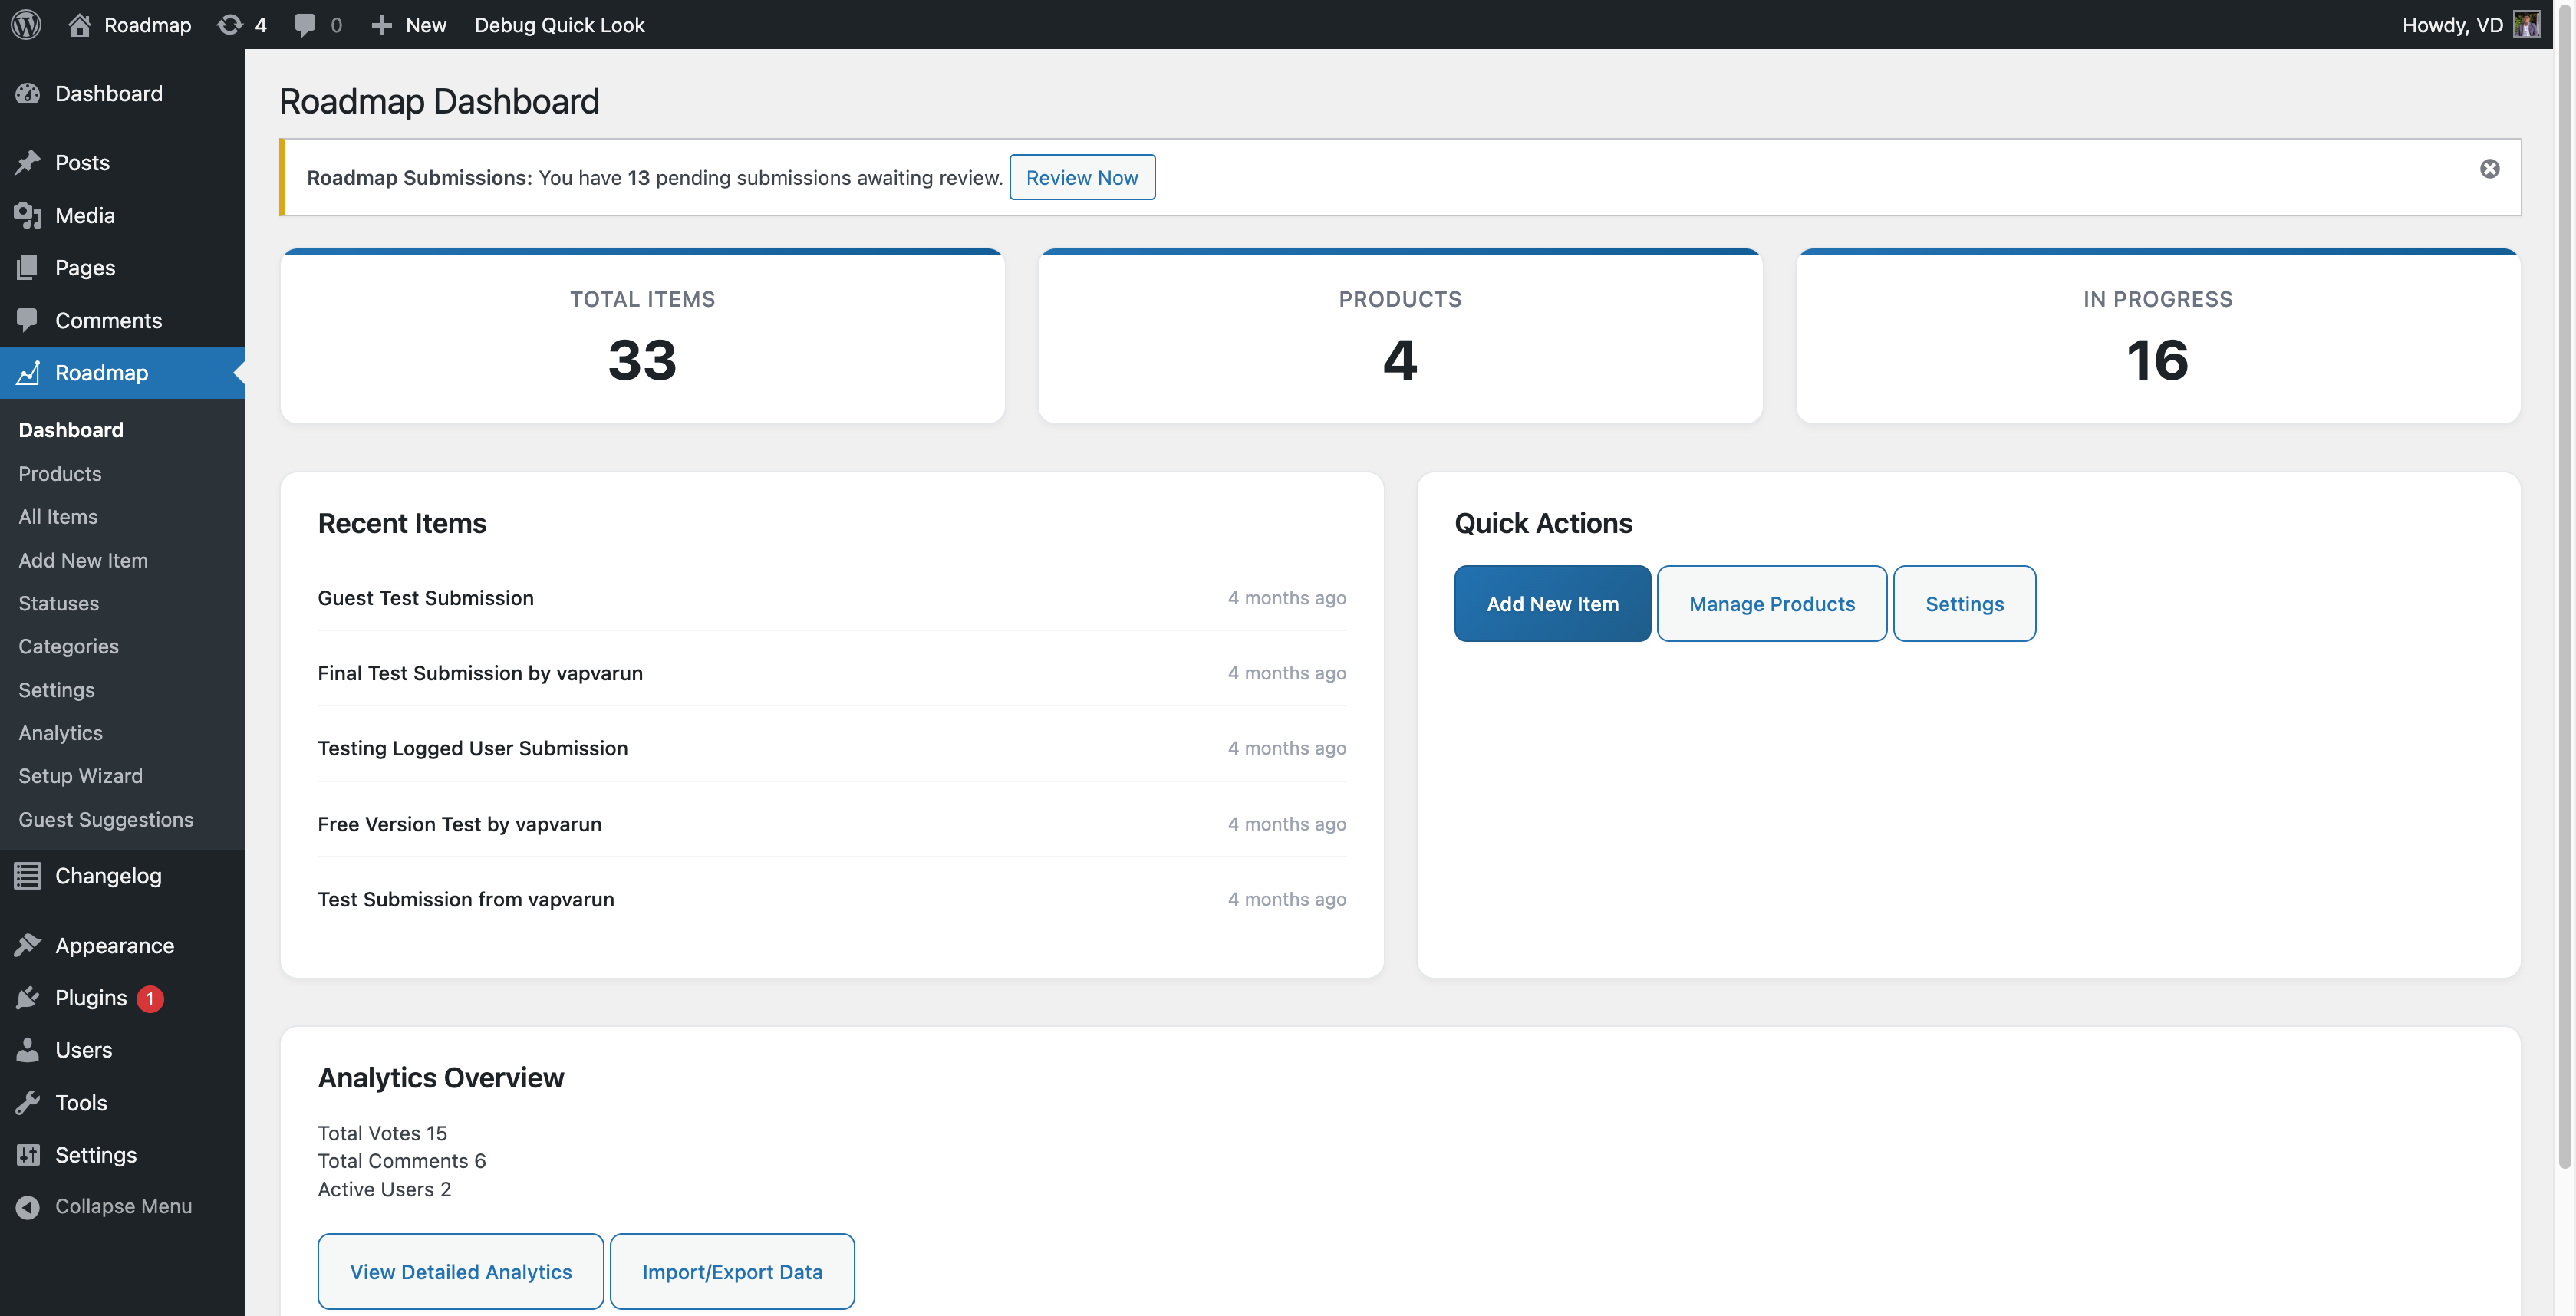 Roadmap 4 0 New Debug Quick Look Howdy, VD
Dashboard
Posts
Media
Pages
Comments
Roadmap
Dashboard
Products
All Items
Add New Item
Statuses
Categories
Settings
Analytics
Setup Wizard
Guest Suggestions
Changelog
Appearance
Plugins 1
Users
Tools
Settings
Collapse Menu
Roadmap Dashboard
Roadmap Submissions: You have 13 pending submissions awaiting review. Review Now
TOTAL ITEMS
33
PRODUCTS
4
IN PROGRESS
16
Recent Items
Guest Test Submission 4 months ago
Final Test Submission by vapvarun 4 months ago
Testing Logged User Submission 4 months ago
Free Version Test by vapvarun 4 months ago
Test Submission from vapvarun 4 months ago
Quick Actions
Add New Item Manage Products Settings
Analytics Overview
Total Votes 15
Total Comments 6
Active Users 2
View Detailed Analytics Import/Export Data